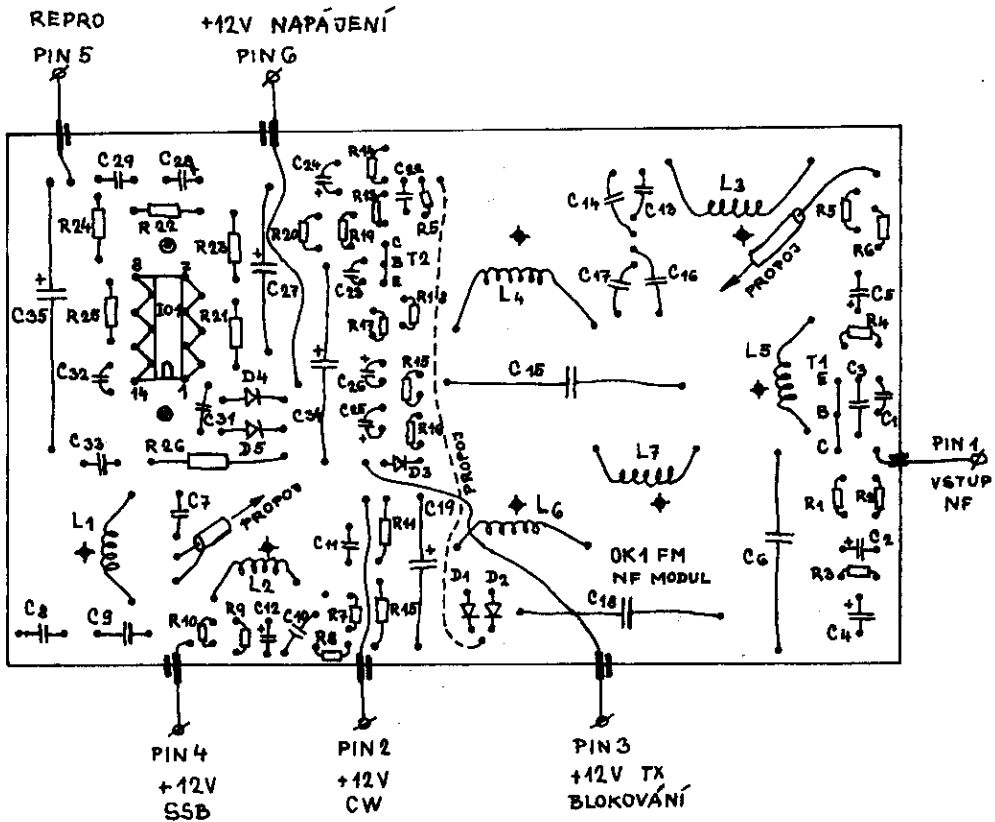 REPRO
PIN 5
+12V NAPÁJENÍ
PIN 6
C29
C28
C24
R14
C22
R13
R5
R24
R22
R23
R20
R19
C
B
E
T2
C23
C14
C13
L3
R5
R6
PROPOJ
C17
C16
C5
R4
L4
8
7
IO1
C35
R25
R21
C27
R17
R18
C15
L5
T1
E
B
C
C3
C1
C32
14
1
C31
D4
D5
C34
C26
R15
C25
R16
D3
C33
R26
PROPOJ
L7
PIN 1
VSTUP
NF
L1
C7
PROPOJ
L2
C11
R11
C19
L6
C6
R1
R2
C2
R3
C4
OK1 FM
NF MODUL
D1
D2
C18
C8
C9
R10
R9
C12
C10
R7
R8
R15
PIN 4
+12V
SSB
PIN 2
+12V
CW
PIN 3
+12V TX
BLOKOVÁNÍ